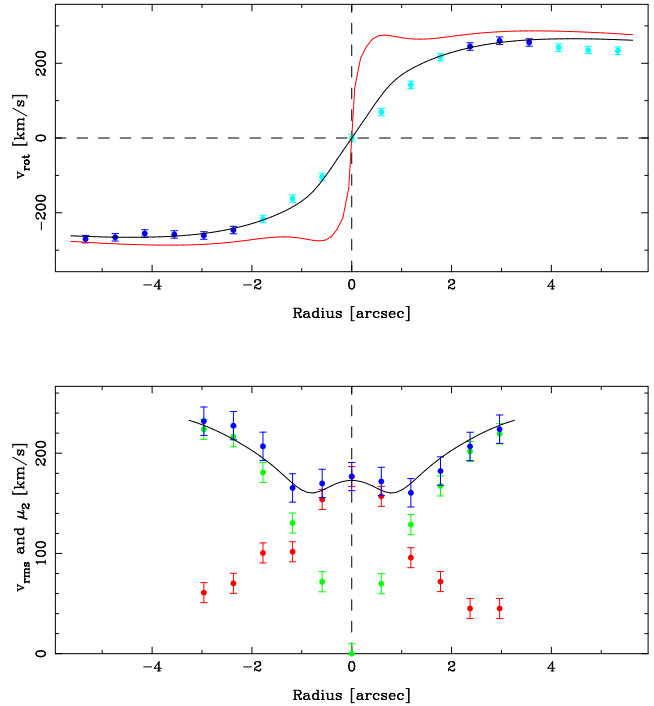 200
0
−200
v_rot [km/s]
−4 −2 0 2 4
Radius [arcsec]
200
100
0
v_rms and μ_2 [km/s]
−4 −2 0 2 4
Radius [arcsec]